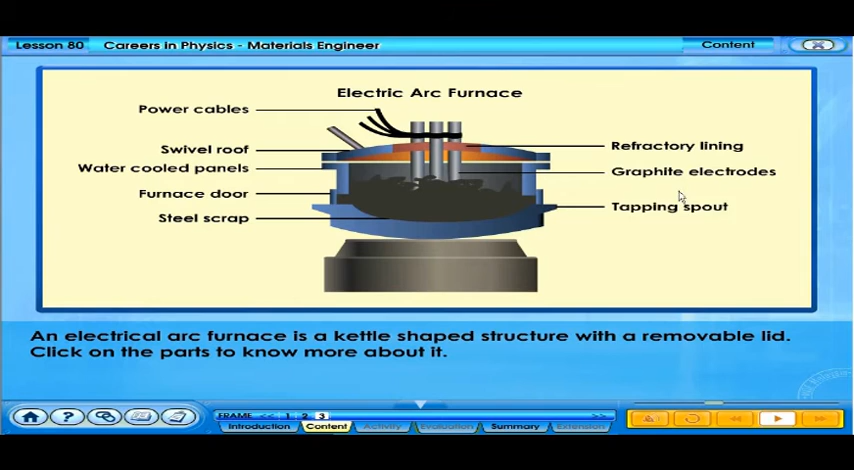 Lesson 80
Careers in Physics - Materials Engineer
Content
Electric Arc Furnace
Power cables
Swivel roof
Water cooled panels
Furnace door
Steel scrap
Refractory lining
Graphite electrodes
Tapping spout
An electrical arc furnace is a kettle shaped structure with a removable lid.
Click on the parts to know more about it.
FRAME << 1 2 3 >>
Introduction Content Activity Evaluation Summary Extension